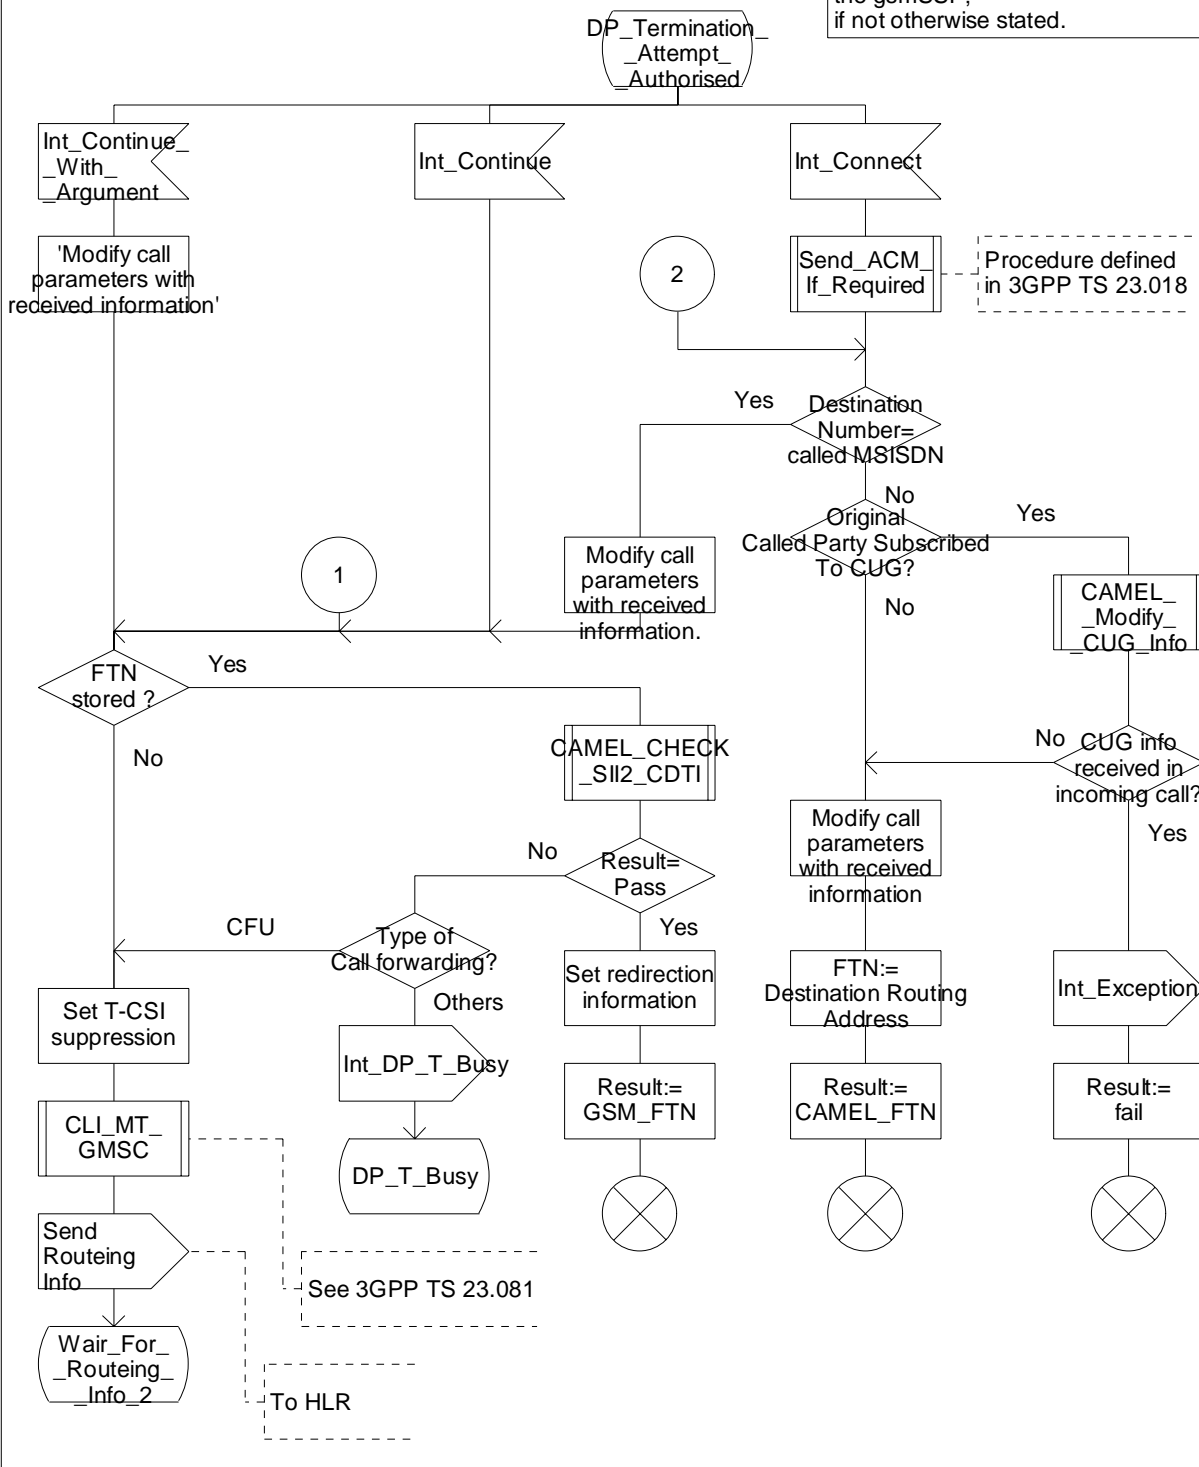 the gsmSSF,
if not otherwise stated.
DP_Termination_
_Attempt_
_Authorised
Int_Continue_
_With_
_Argument
Int_Continue
Int_Connect
'Modify call
parameters with
received information'
2
Send_ACM_
If_Required
Procedure defined
in 3GPP TS 23.018
Yes
Destination
Number=
called MSISDN
No
Original
Called Party Subscribed
To CUG?
Yes
No
1
Modify call
parameters
with received
information.
CAMEL_
_Modify_
_CUG_Info
FTN
stored ?
Yes
No
CAMEL_CHECK
_SII2_CDTI
No
CUG info
received in
incoming call?
Yes
Modify call
parameters
with received
information
No
Result=
Pass
Yes
CFU
Type of
Call forwarding?
Others
Set redirection
information
FTN:=
Destination Routing
Address
Int_Exception
Set T-CSI
suppression
Int_DP_T_Busy
Result:=
GSM_FTN
Result:=
CAMEL_FTN
Result:=
fail
CLI_MT_
GMSC
DP_T_Busy
Send
Routeing
Info
See 3GPP TS 23.081
Wair_For_
_Routeing_
_Info_2
To HLR